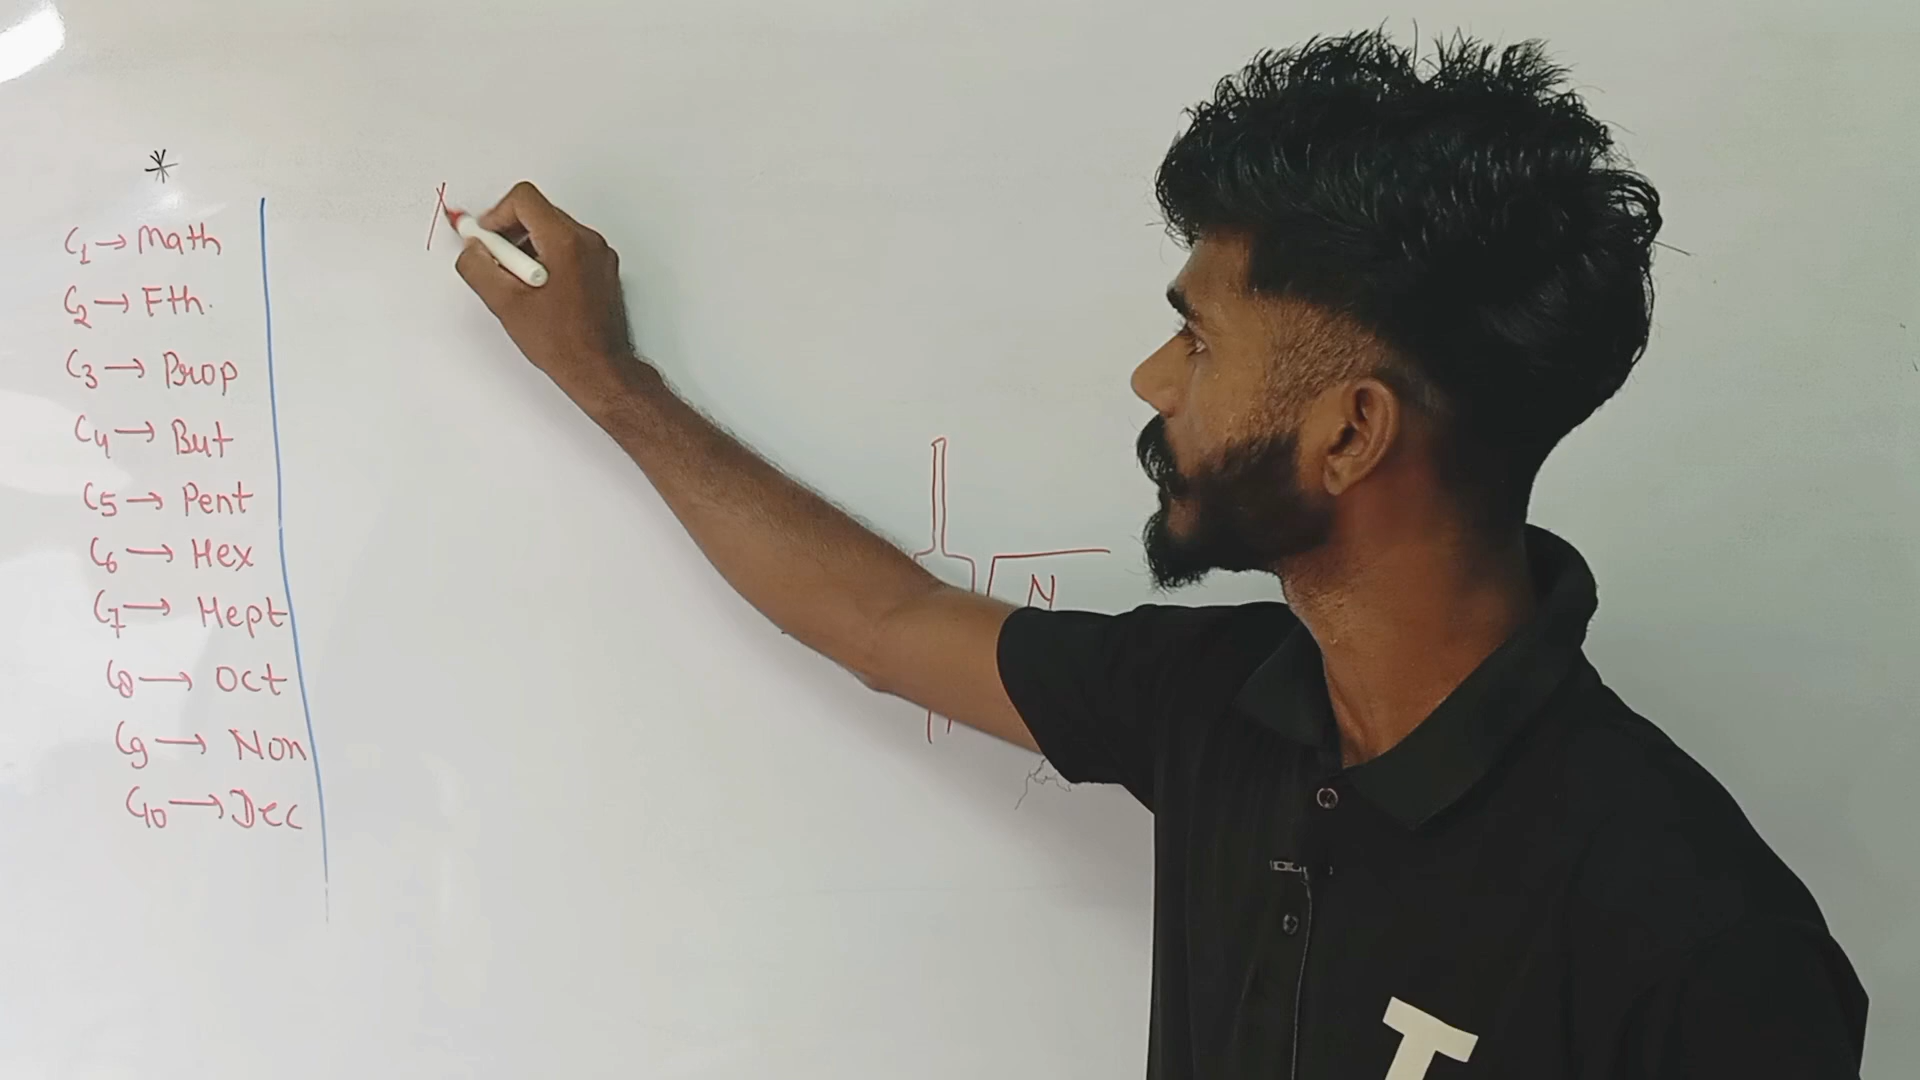 *
C1 → Math
C2 → Eth.
C3 → Prop
C4 → But
C5 → Pent
C6 → Hex
C7 → Hept
C8 → Oct
C9 → Non
C10 → Dec
N
T